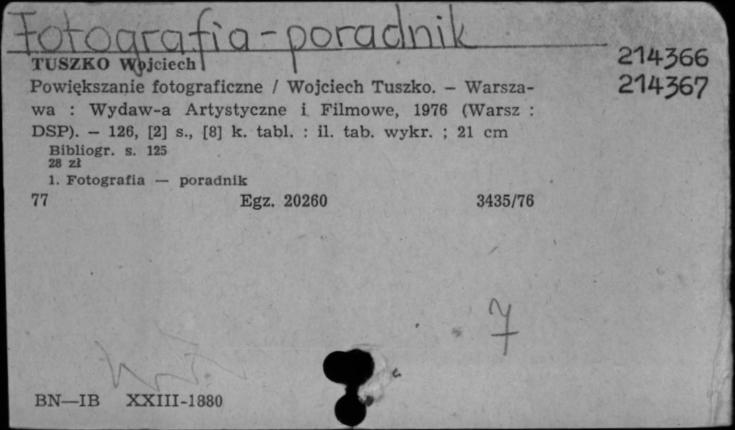 Fotografia - poradnik
TUSZKO Wojciech
214366
Powiększanie fotograficzne / Wojciech Tuszko. — Warsza-
214367
wa : Wydaw-a Artystyczne i Filmowe, 1976 (Warsz :
DSP). — 126, [2] s., [8] k. tabl. : il. tab. wykr. ; 21 cm
Bibliogr. s. 125
28 zł
1. Fotografia — poradnik
77 Egz. 20260 3435/76
7
BN—IB XXIII-1880